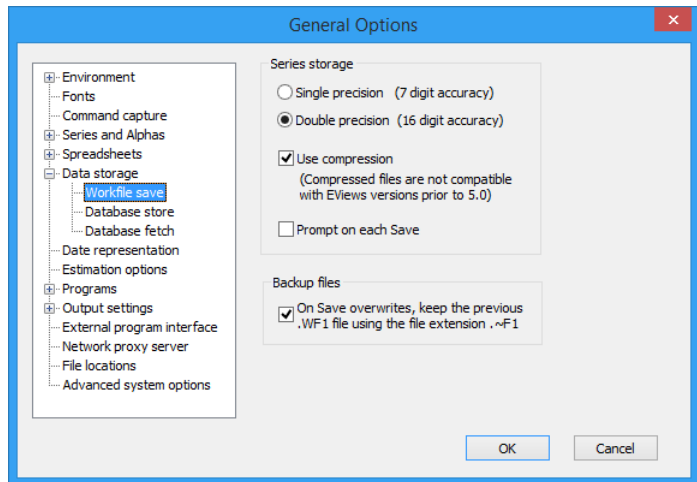 General Options
Environment
Fonts
Command capture
Series and Alphas
Spreadsheets
Data storage
Workfile save
Database store
Database fetch
Date representation
Estimation options
Programs
Output settings
External program interface
Network proxy server
File locations
Advanced system options
Series storage
Single precision (7 digit accuracy)
Double precision (16 digit accuracy)
Use compression
(Compressed files are not compatible
with EViews versions prior to 5.0)
Prompt on each Save
Backup files
On Save overwrites, keep the previous
.WF1 file using the file extension .~F1
OK
Cancel